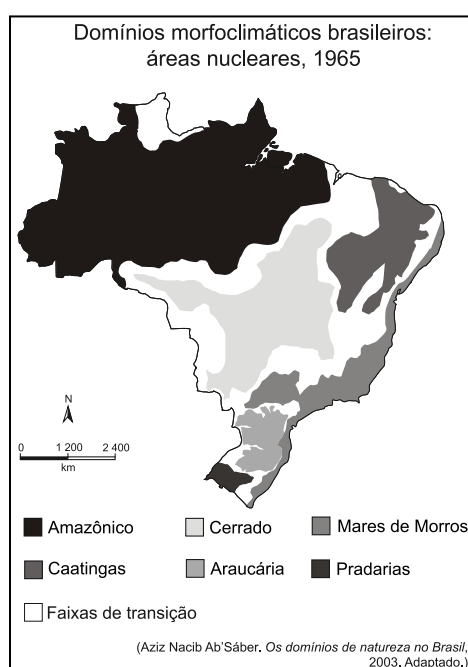 Domínios morfoclimáticos brasileiros:
áreas nucleares, 1965
N
0 1 200 2 400
km
Amazônico
Cerrado
Mares de Morros
Caatingas
Araucária
Pradarias
Faixas de transição
(Aziz Nacib Ab'Sáber. Os domínios de natureza no Brasil,
2003. Adaptado.)